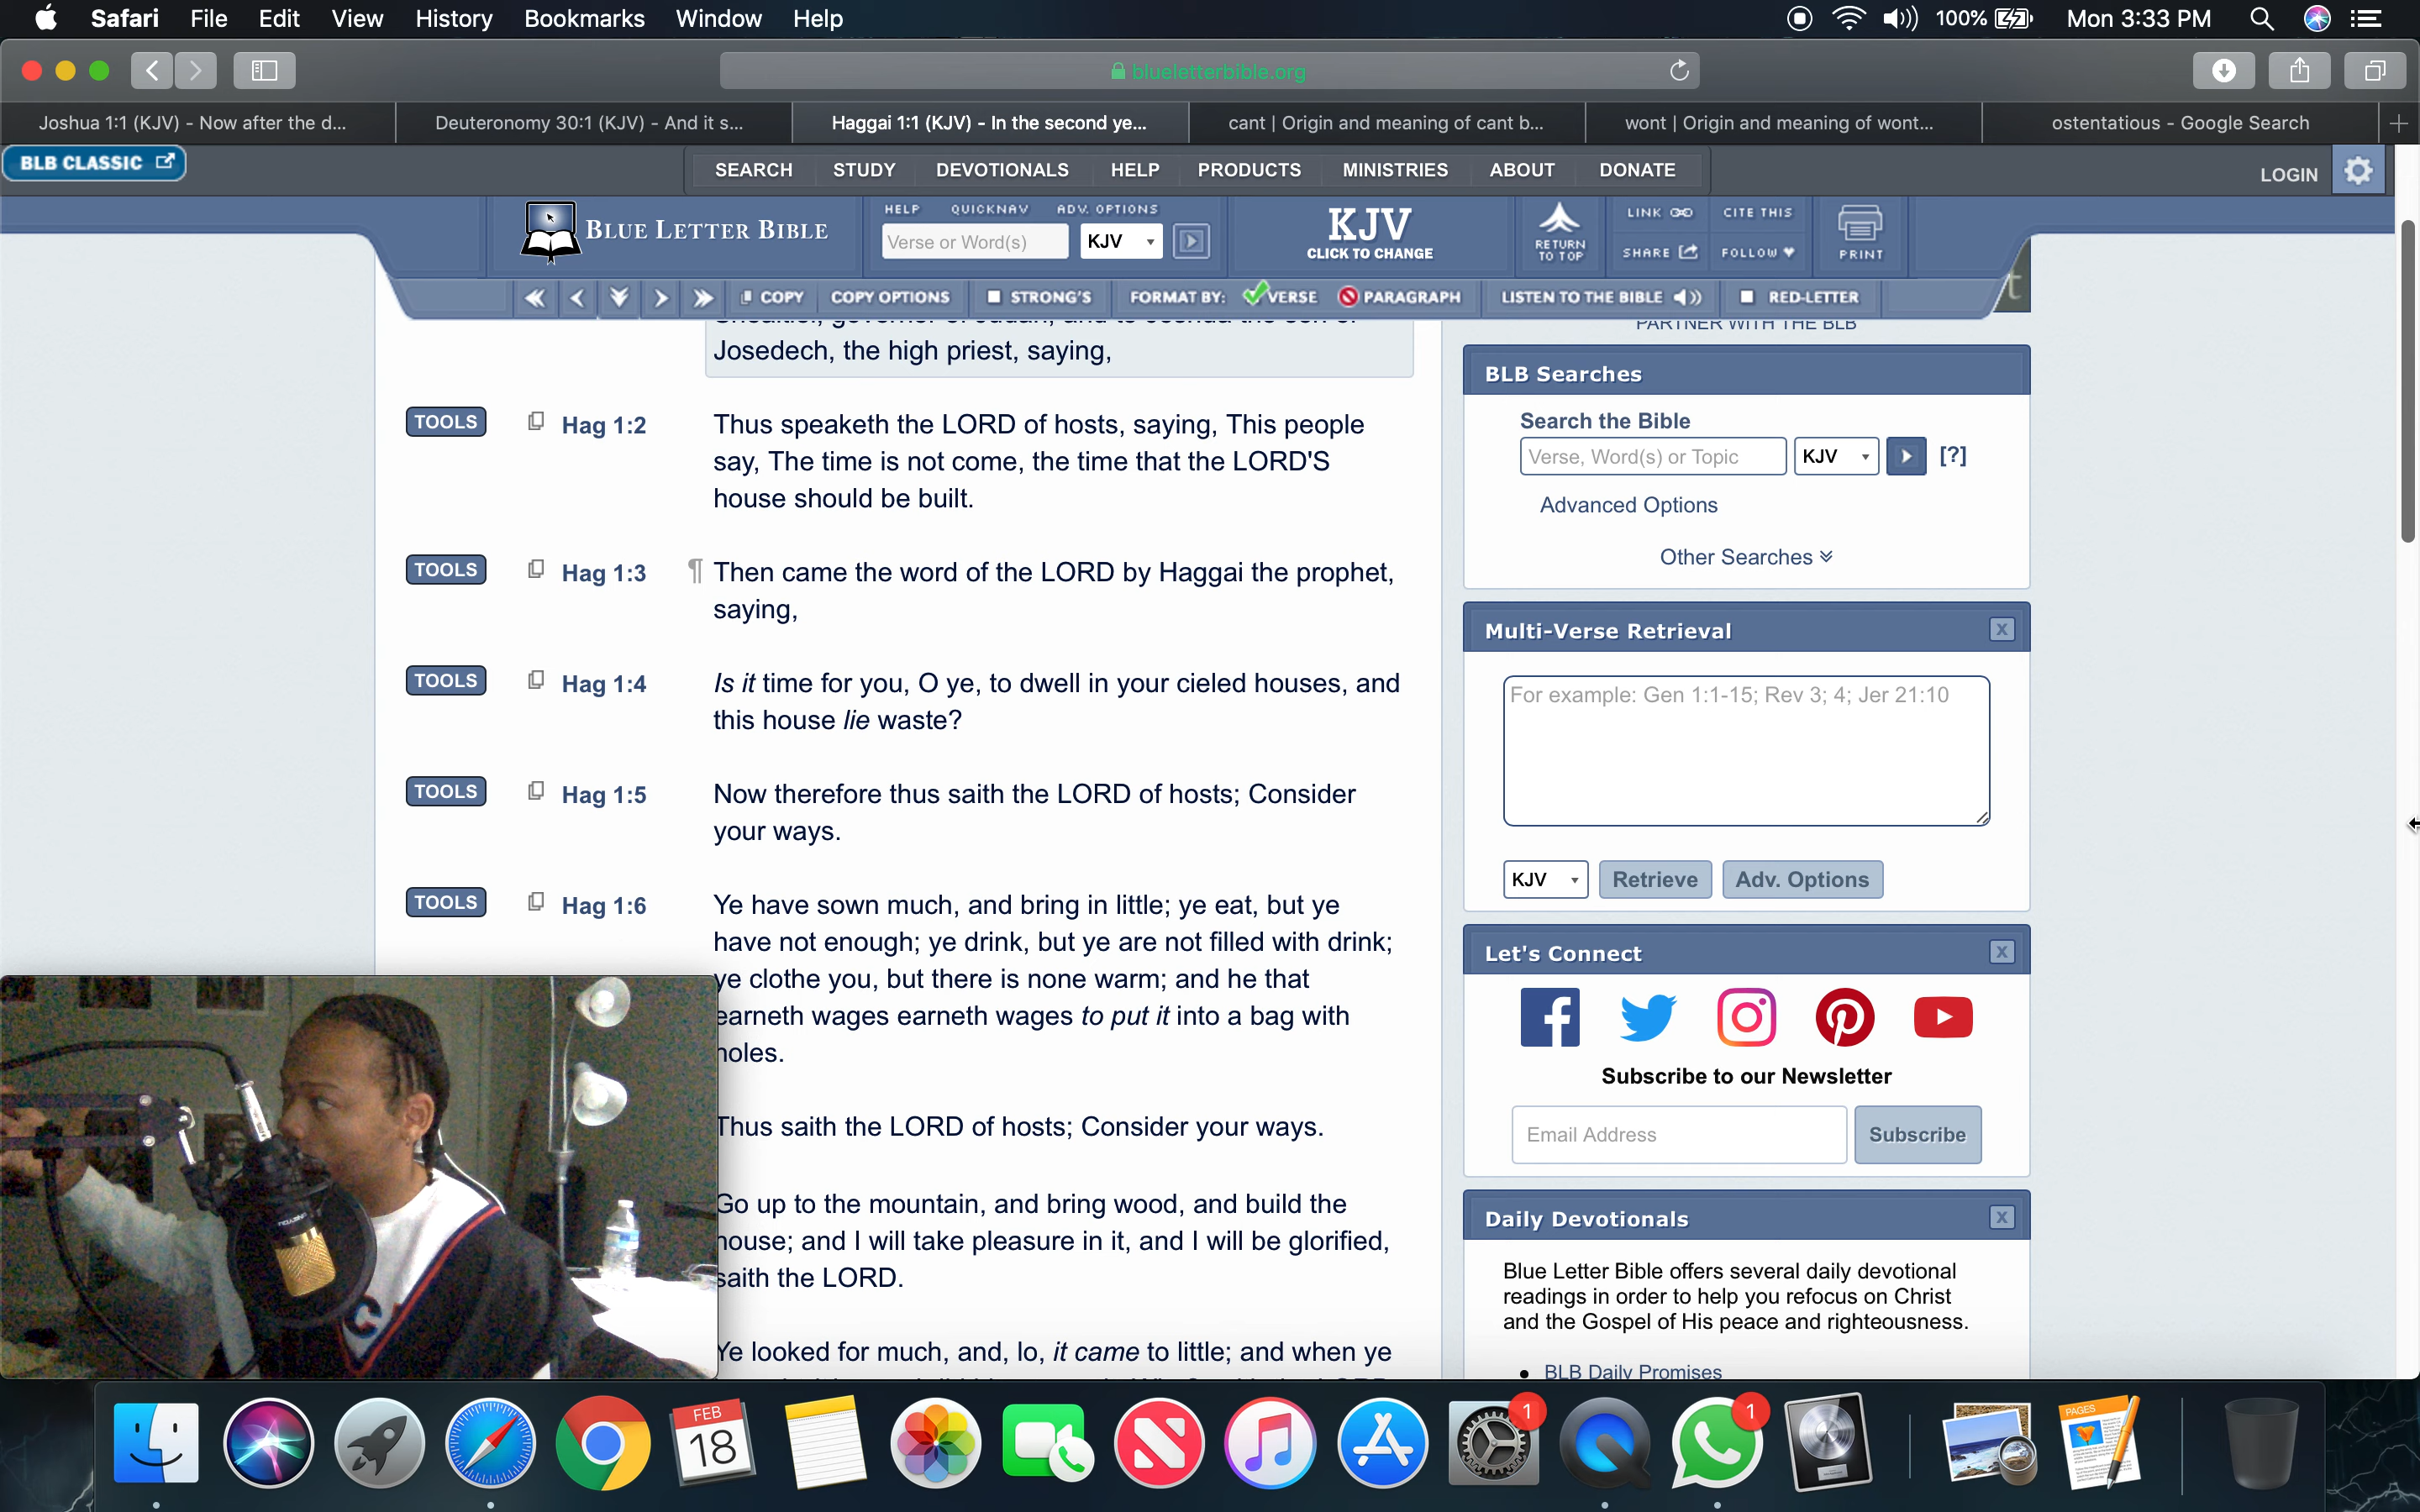 Safari File Edit View History Bookmarks Window Help 100% Mon 3:33 PM
blueletterbible.org
Joshua 1:1 (KJV) - Now after the d... Deuteronomy 30:1 (KJV) - And it s... Haggai 1:1 (KJV) - In the second ye... cant | Origin and meaning of cant b... wont | Origin and meaning of wont... ostentatious - Google Search
BLB CLASSIC SEARCH STUDY DEVOTIONALS HELP PRODUCTS MINISTRIES ABOUT DONATE LOGIN
HELP QUICKNAV ADV. OPTIONS
BLUE LETTER BIBLE
Verse or Word(s) KJV
KJV
CLICK TO CHANGE
RETURN
TO TOP
LINK CITE THIS
SHARE FOLLOW
PRINT
COPY COPY OPTIONS STRONG'S FORMAT BY: VERSE PARAGRAPH LISTEN TO THE BIBLE RED-LETTER
Josedech, the high priest, saying,
TOOLS Hag 1:2 Thus speaketh the LORD of hosts, saying, This people
say, The time is not come, the time that the LORD'S
house should be built.
TOOLS Hag 1:3 ¶ Then came the word of the LORD by Haggai the prophet,
saying,
TOOLS Hag 1:4 Is it time for you, O ye, to dwell in your cieled houses, and
this house lie waste?
TOOLS Hag 1:5 Now therefore thus saith the LORD of hosts; Consider
your ways.
TOOLS Hag 1:6 Ye have sown much, and bring in little; ye eat, but ye
have not enough; ye drink, but ye are not filled with drink;
ye clothe you, but there is none warm; and he that
earneth wages earneth wages to put it into a bag with
holes.
Thus saith the LORD of hosts; Consider your ways.
Go up to the mountain, and bring wood, and build the
house; and I will take pleasure in it, and I will be glorified,
saith the LORD.
Ye looked for much, and, lo, it came to little; and when ye
PARTNER WITH THE BLB
BLB Searches
Search the Bible
Verse, Word(s) or Topic KJV [?]
Advanced Options
Other Searches
Multi-Verse Retrieval X
For example: Gen 1:1-15; Rev 3; 4; Jer 21:10
KJV Retrieve Adv. Options
Let's Connect X
Subscribe to our Newsletter
Email Address Subscribe
Daily Devotionals X
Blue Letter Bible offers several daily devotional
readings in order to help you refocus on Christ
and the Gospel of His peace and righteousness.
BLB Daily Promises
FEB
18
1
1
PAGES